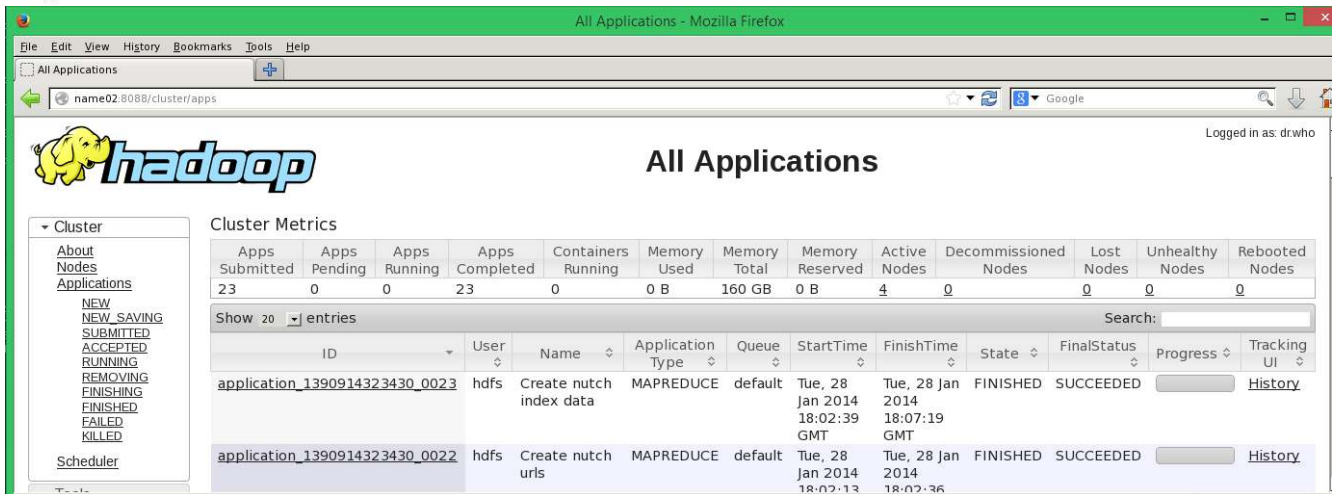 All Applications - Mozilla Firefox
File Edit View History Bookmarks Tools Help
All Applications
name02:8088/cluster/apps
Google
hadoop
All Applications
Logged in as: dr.who
Cluster
About
Nodes
Applications
NEW
NEW_SAVING
SUBMITTED
ACCEPTED
RUNNING
REMOVING
FINISHING
FINISHED
FAILED
KILLED
Scheduler
Tools
Cluster Metrics
Apps Submitted Apps Pending Apps Running Apps Completed Containers Running Memory Used Memory Total Memory Reserved Active Nodes Decommissioned Nodes Lost Nodes Unhealthy Nodes Rebooted Nodes
23 0 0 23 0 0 B 160 GB 0 B 4 0 0 0 0
Show 20 entries Search:
ID User Name Application Type Queue StartTime FinishTime State FinalStatus Progress Tracking UI
application_1390914323430_0023 hdfs Create nutch MAPREDUCE default Tue, 28 Tue, 28 Jan FINISHED SUCCEEDED History
index data Jan 2014 2014
18:02:39 18:07:19
GMT GMT
application_1390914323430_0022 hdfs Create nutch MAPREDUCE default Tue, 28 Tue, 28 Jan FINISHED SUCCEEDED History
urls Jan 2014 2014
18:02:13 18:02:36